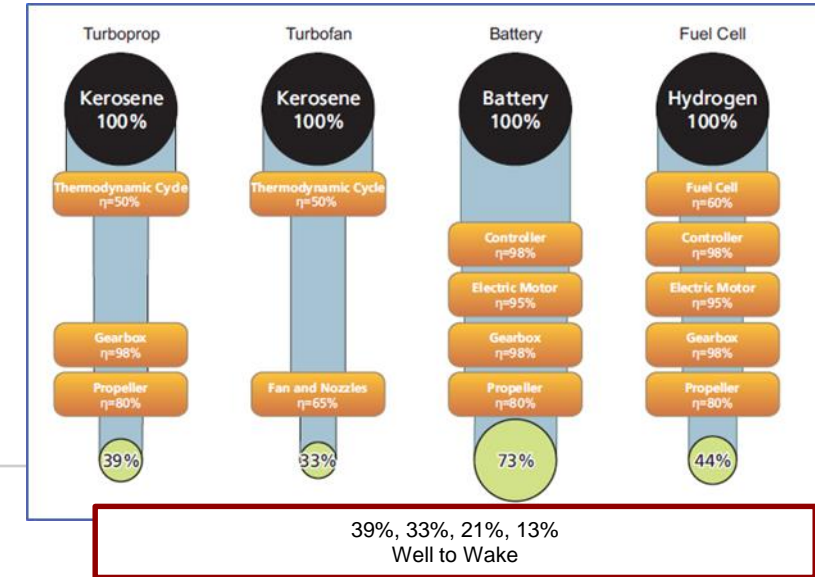 Turboprop Turbofan Battery Fuel Cell
Kerosene 100%
Kerosene 100%
Battery 100%
Hydrogen 100%
Thermodynamic Cycle η=50%
Thermodynamic Cycle η=50%
Fuel Cell η=60%
Controller η=98%
Controller η=98%
Electric Motor η=95%
Electric Motor η=95%
Gearbox η=98%
Gearbox η=98%
Gearbox η=98%
Propeller η=80%
Fan and Nozzles η=65%
Propeller η=80%
Propeller η=80%
39% 33% 73% 44%
39%, 33%, 21%, 13%
Well to Wake